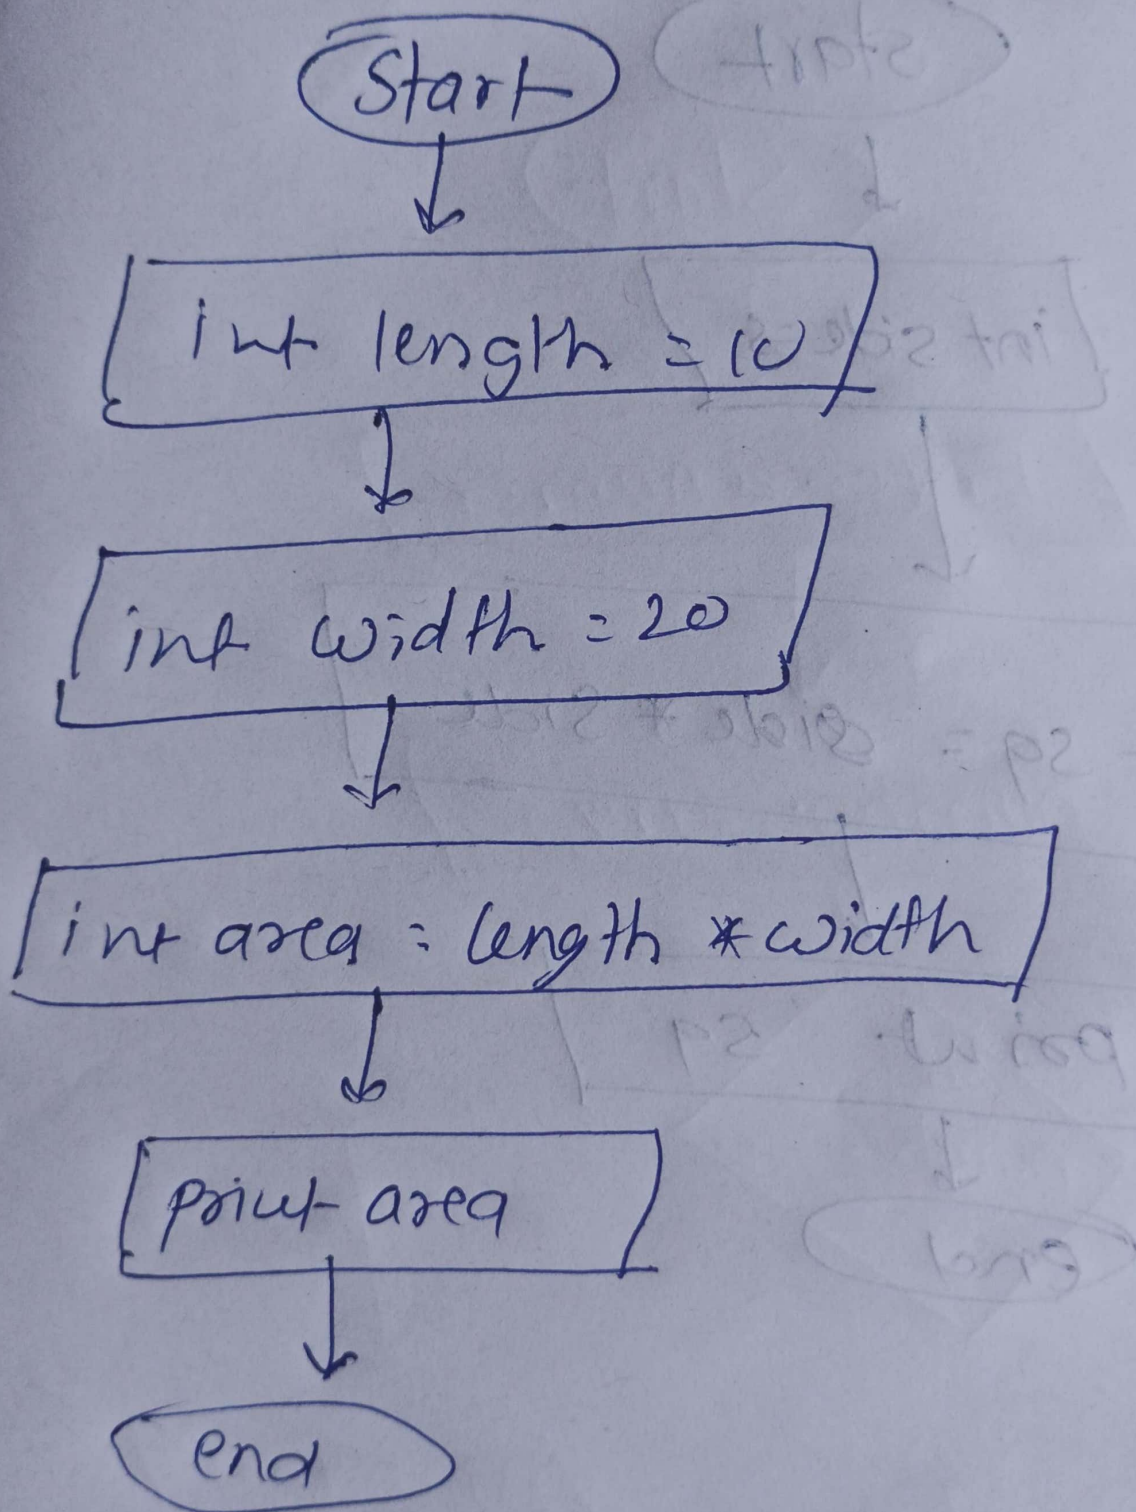 Start
int length = 10
int width = 20
int area = length * width
print area
end